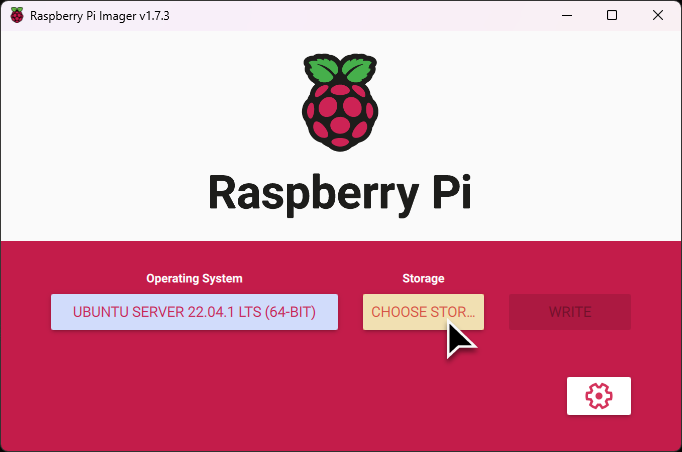 Raspberry Pi Imager v1.7.3
Raspberry Pi
Operating System
Storage
UBUNTU SERVER 22.04.1 LTS (64-BIT)
CHOOSE STOR...
WRITE